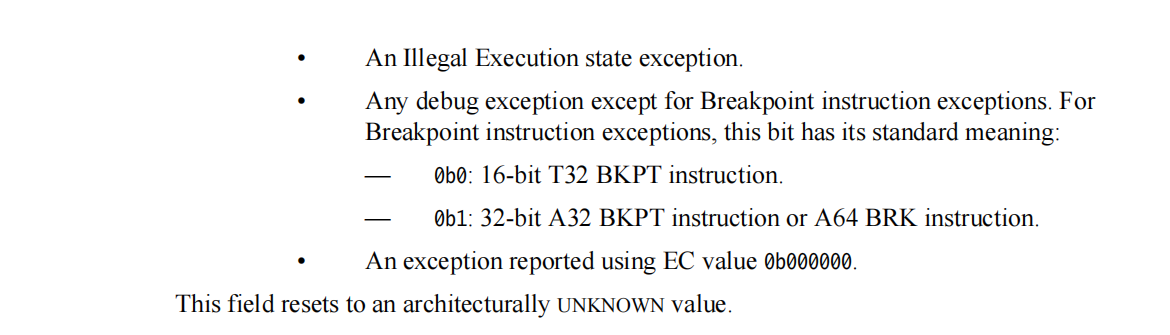 • An Illegal Execution state exception.
• Any debug exception except for Breakpoint instruction exceptions. For
Breakpoint instruction exceptions, this bit has its standard meaning:
— 0b0: 16-bit T32 BKPT instruction.
— 0b1: 32-bit A32 BKPT instruction or A64 BRK instruction.
• An exception reported using EC value 0b000000.
This field resets to an architecturally UNKNOWN value.